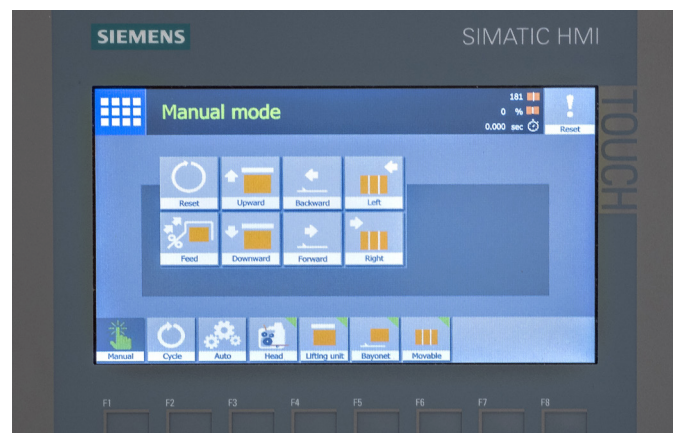 SIEMENS
SIMATIC HMI
TOUCH
Manual mode
181
0 %
0.000 sec
Reset
Reset
Upward
Backward
Left
Feed
Downward
Forward
Right
Manual
Cycle
Auto
Head
Lifting unit
Bayonet
Movable
F1
F2
F3
F4
F5
F6
F7
F8